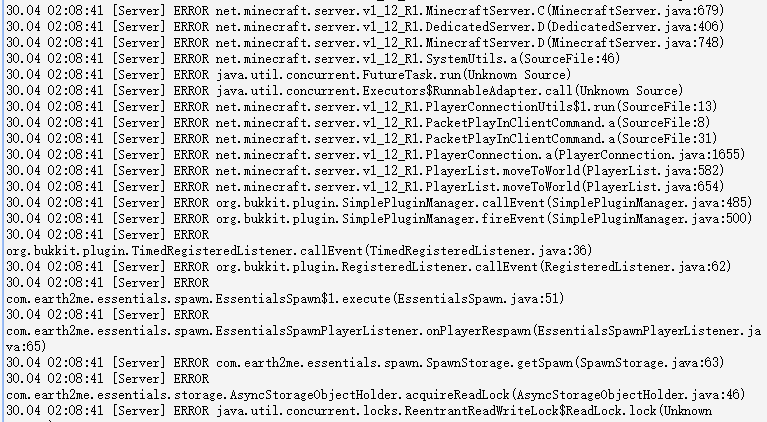 30.04 02:08:41 [Server] ERROR net.minecraft.server.v1_12_R1.MinecraftServer.C(MinecraftServer.java:679)
30.04 02:08:41 [Server] ERROR net.minecraft.server.v1_12_R1.DedicatedServer.D(DedicatedServer.java:406)
30.04 02:08:41 [Server] ERROR net.minecraft.server.v1_12_R1.MinecraftServer.D(MinecraftServer.java:748)
30.04 02:08:41 [Server] ERROR net.minecraft.server.v1_12_R1.SystemUtils.a(SourceFile:46)
30.04 02:08:41 [Server] ERROR java.util.concurrent.FutureTask.run(Unknown Source)
30.04 02:08:41 [Server] ERROR java.util.concurrent.Executors$RunnableAdapter.call(Unknown Source)
30.04 02:08:41 [Server] ERROR net.minecraft.server.v1_12_R1.PlayerConnectionUtils$1.run(SourceFile:13)
30.04 02:08:41 [Server] ERROR net.minecraft.server.v1_12_R1.PacketPlayInClientCommand.a(SourceFile:8)
30.04 02:08:41 [Server] ERROR net.minecraft.server.v1_12_R1.PacketPlayInClientCommand.a(SourceFile:31)
30.04 02:08:41 [Server] ERROR net.minecraft.server.v1_12_R1.PlayerConnection.a(PlayerConnection.java:1655)
30.04 02:08:41 [Server] ERROR net.minecraft.server.v1_12_R1.PlayerList.moveToWorld(PlayerList.java:582)
30.04 02:08:41 [Server] ERROR net.minecraft.server.v1_12_R1.PlayerList.moveToWorld(PlayerList.java:654)
30.04 02:08:41 [Server] ERROR org.bukkit.plugin.SimplePluginManager.callEvent(SimplePluginManager.java:485)
30.04 02:08:41 [Server] ERROR org.bukkit.plugin.SimplePluginManager.fireEvent(SimplePluginManager.java:500)
30.04 02:08:41 [Server] ERROR
org.bukkit.plugin.TimedRegisteredListener.callEvent(TimedRegisteredListener.java:36)
30.04 02:08:41 [Server] ERROR org.bukkit.plugin.RegisteredListener.callEvent(RegisteredListener.java:62)
30.04 02:08:41 [Server] ERROR
com.earth2me.essentials.spawn.EssentialsSpawn$1.execute(EssentialsSpawn.java:51)
30.04 02:08:41 [Server] ERROR
com.earth2me.essentials.spawn.EssentialsSpawnPlayerListener.onPlayerRespawn(EssentialsSpawnPlayerListener.ja
va:65)
30.04 02:08:41 [Server] ERROR com.earth2me.essentials.spawn.SpawnStorage.getSpawn(SpawnStorage.java:63)
30.04 02:08:41 [Server] ERROR
com.earth2me.essentials.storage.AsyncStorageObjectHolder.acquireReadLock(AsyncStorageObjectHolder.java:46)
30.04 02:08:41 [Server] ERROR java.util.concurrent.locks.ReentrantReadWriteLock$ReadLock.lock(Unknown